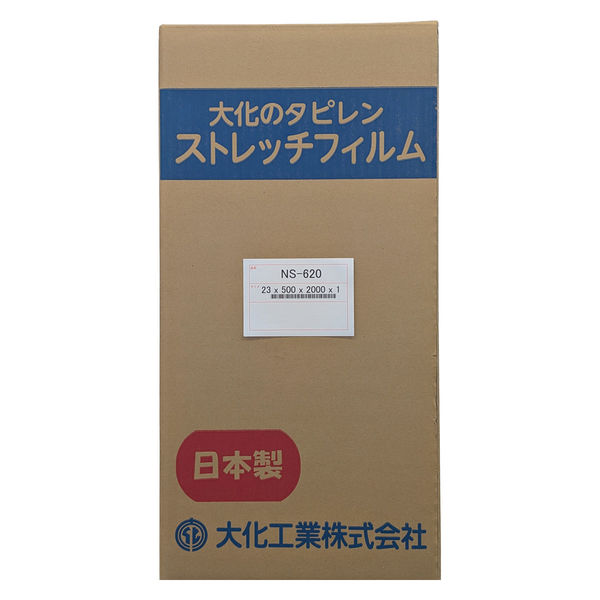 大化のタピレン
ストレッチフィルム
NS-620
23 x 500 x 2000 x 1
日本製
大化工業株式会社